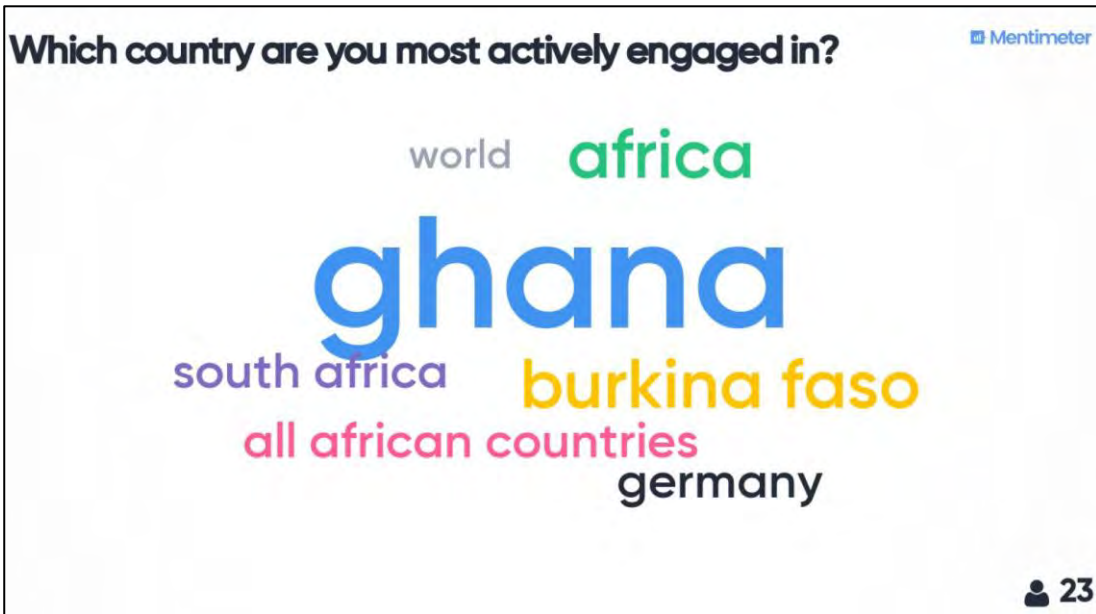 Which country are you most actively engaged in?
Mentimeter
world
africa
ghana
south africa
burkina faso
all african countries
germany
23